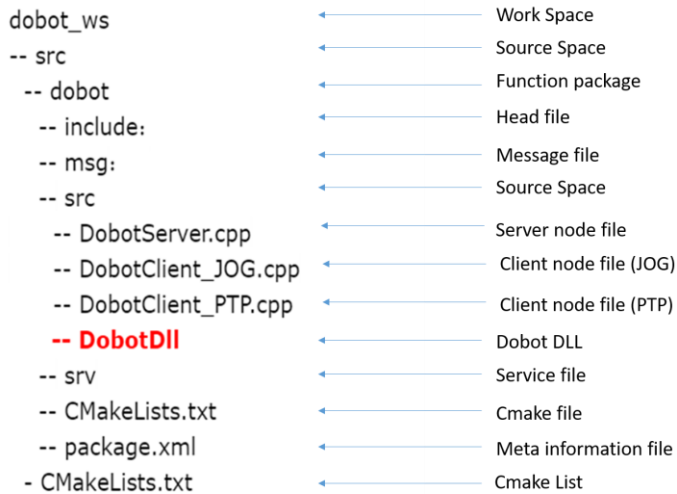 dobot_ws Work Space
-- src Source Space
-- dobot Function package
-- include: Head file
-- msg: Message file
-- src Source Space
-- DobotServer.cpp Server node file
-- DobotClient_JOG.cpp Client node file (JOG)
-- DobotClient_PTP.cpp Client node file (PTP)
-- DobotDll Dobot DLL
-- srv Service file
-- CMakeLists.txt Cmake file
-- package.xml Meta information file
- CMakeLists.txt Cmake List